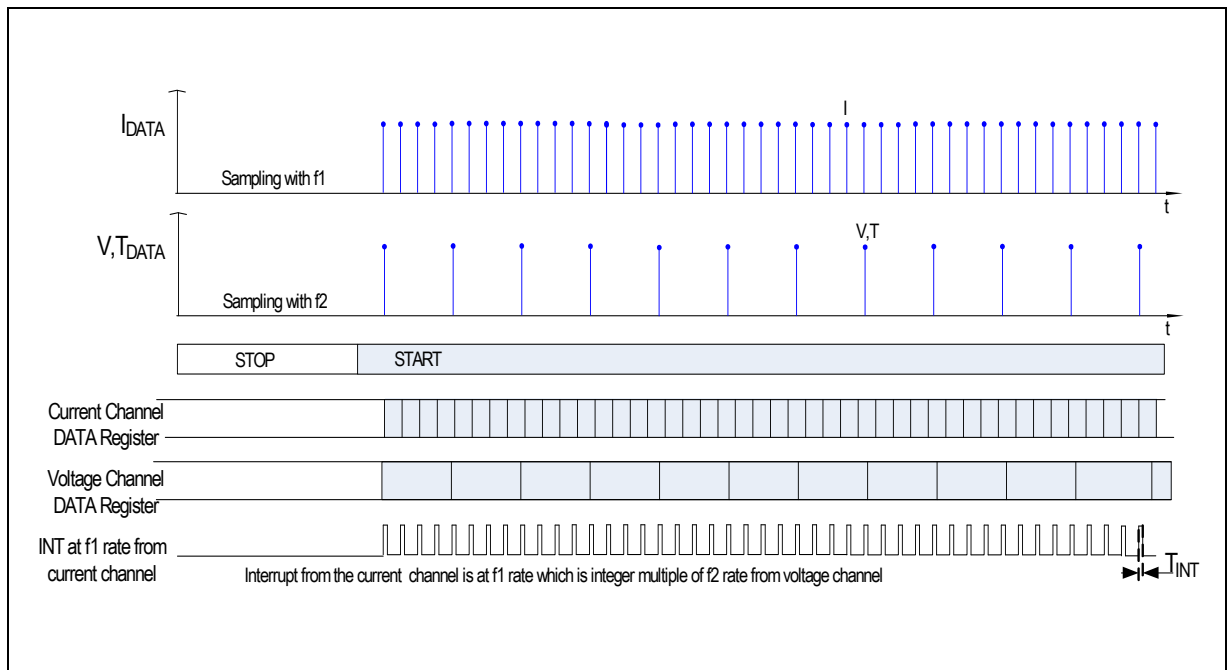 I
IDATA
Sampling with f1
t
V,T
V,TDATA
Sampling with f2
t
STOP
START
Current Channel
DATA Register
Voltage Channel
DATA Register
INT at f1 rate from
current channel
Interrupt from the current channel is at f1 rate which is integer multiple of f2 rate from voltage channel
TINT